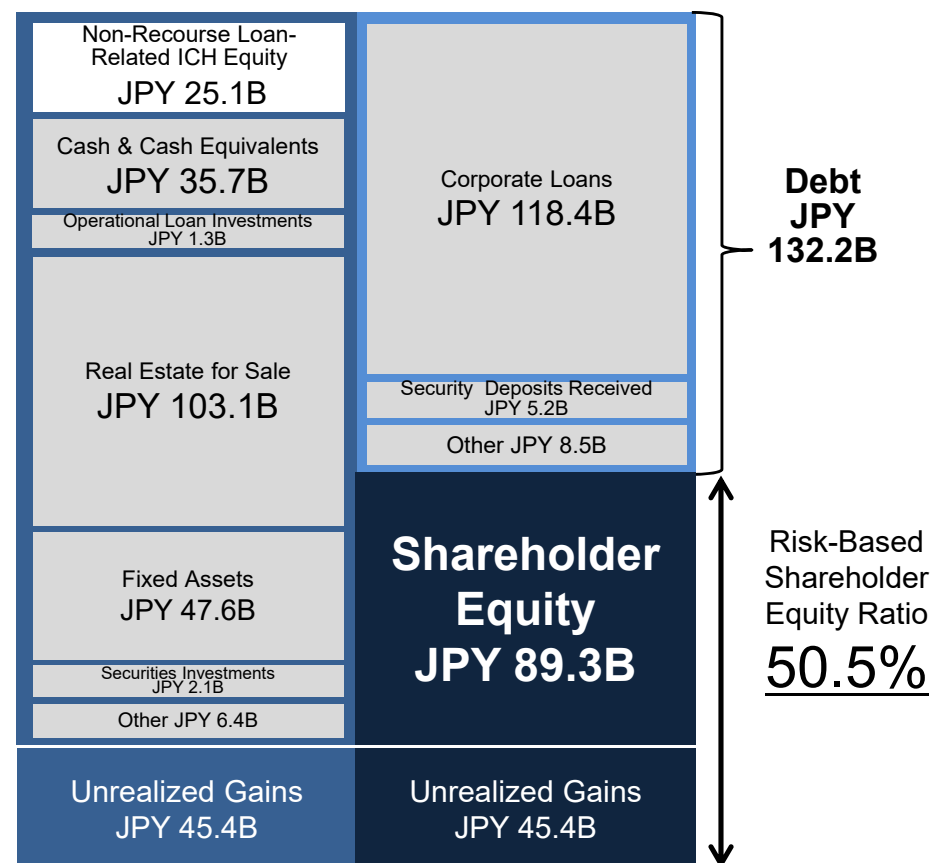 Non-Recourse Loan-
Related ICH Equity
JPY 25.1B
Cash & Cash Equivalents
JPY 35.7B
Operational Loan Investments
JPY 1.3B
Real Estate for Sale
JPY 103.1B
Fixed Assets
JPY 47.6B
Securities Investments
JPY 2.1B
Other JPY 6.4B
Unrealized Gains
JPY 45.4B
Corporate Loans
JPY 118.4B
Security Deposits Received
JPY 5.2B
Other JPY 8.5B
Shareholder
Equity
JPY 89.3B
Unrealized Gains
JPY 45.4B
Debt
JPY
132.2B
Risk-Based
Shareholder
Equity Ratio
50.5%